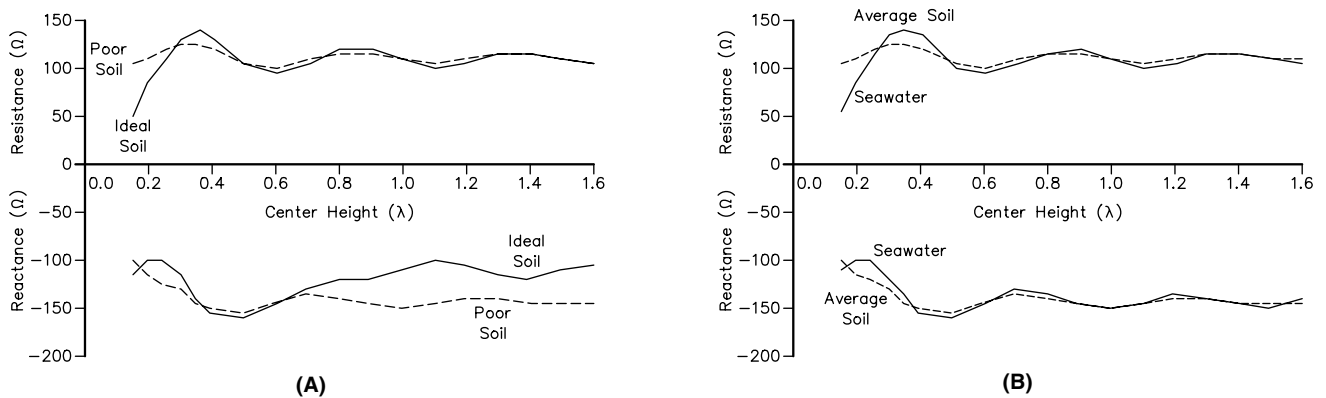 150
100
50
0
Resistance (Ω)
Poor
Soil
Ideal
Soil
0.0 0.2 0.4 0.6 0.8 1.0 1.2 1.4 1.6
Center Height (λ)
−50
−100
−150
−200
Reactance (Ω)
Ideal
Soil
Poor
Soil
(A)
150
100
50
0
Resistance (Ω)
Average Soil
Seawater
0.0 0.2 0.4 0.6 0.8 1.0 1.2 1.4 1.6
Center Height (λ)
−50
−100
−150
−200
Reactance (Ω)
Seawater
Average
Soil
(B)